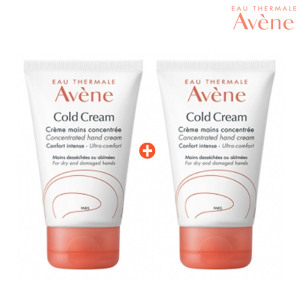 EAU THERMALE
Avène
EAU THERMALE
Avène
Cold Cream
Crème mains concentrée
Concentrated hand cream
Confort intense - Ultra-comfort
Mains desséchées ou abîmées
For dry and damaged hands
+
EAU THERMALE
Avène
Cold Cream
Crème mains concentrée
Concentrated hand cream
Confort intense - Ultra-comfort
Mains desséchées ou abîmées
For dry and damaged hands